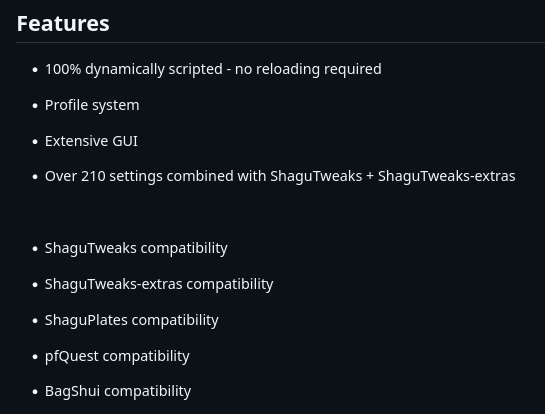 Features
• 100% dynamically scripted - no reloading required
• Profile system
• Extensive GUI
• Over 210 settings combined with ShaguTweaks + ShaguTweaks-extras
• ShaguTweaks compatibility
• ShaguTweaks-extras compatibility
• ShaguPlates compatibility
• pfQuest compatibility
• BagShui compatibility